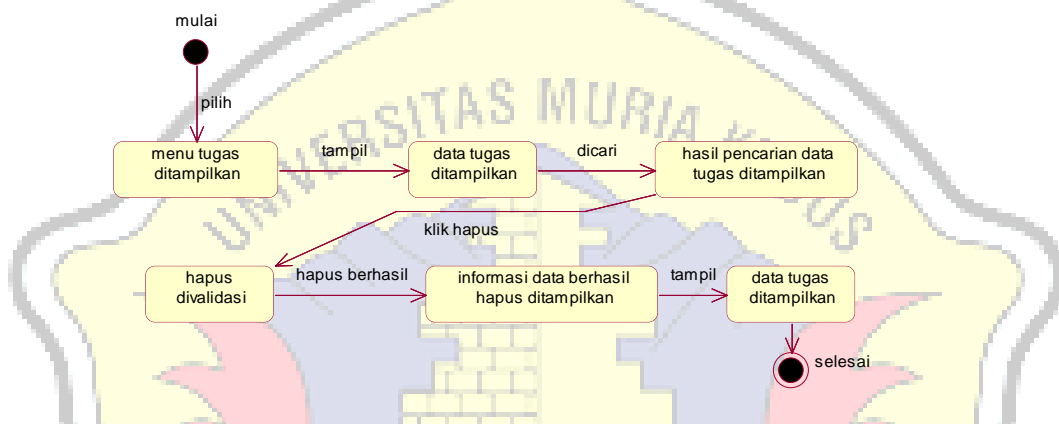 mulai
pilih
UNIVERSITAS MURIA KUDUS
menu tugas
ditampilkan
tampil
data tugas
ditampilkan
dicari
hasil pencarian data
tugas ditampilkan
klik hapus
hapus
divalidasi
hapus berhasil
informasi data berhasil
hapus ditampilkan
tampil
data tugas
ditampilkan
selesai